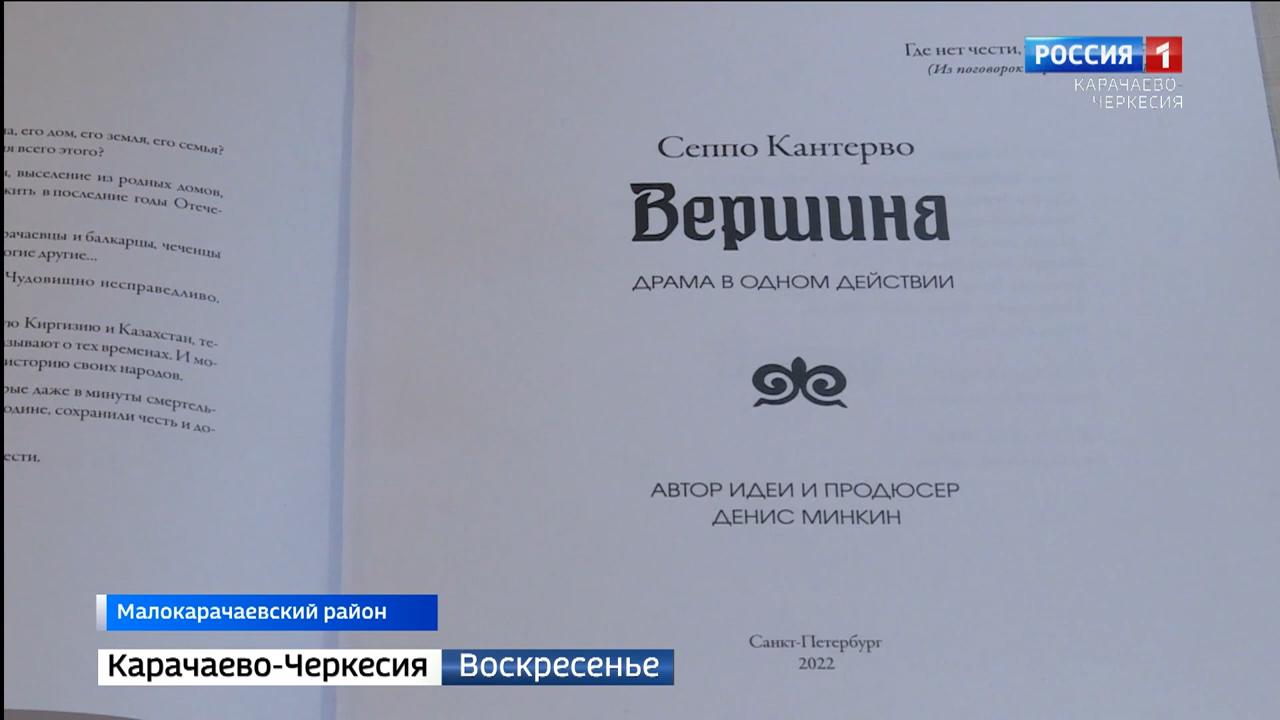 на, его дом, его земля, его семья?
ия всего этого?
выселение из родных домов,
жить в последние годы Отече-
рачаевцы и балкарцы, чеченцы
огие другие...
Чудовищно несправедливо.
ую Киргизию и Казахстан, те-
азывают о тех временах. И мо-
историю своих народов.
рые даже в минуты смертель-
одине, сохранили честь и до-
ести.
Где нет чести,
(Из поговорок
РОССИЯ 1
КАРАЧАЕВО-
ЧЕРКЕСИЯ
Сеппо Кантерво
Вершина
ДРАМА В ОДНОМ ДЕЙСТВИИ
АВТОР ИДЕИ И ПРОДЮСЕР
ДЕНИС МИНКИН
Санкт-Петербург
2022
Малокарачаевский район
Карачаево-Черкесия Воскресенье